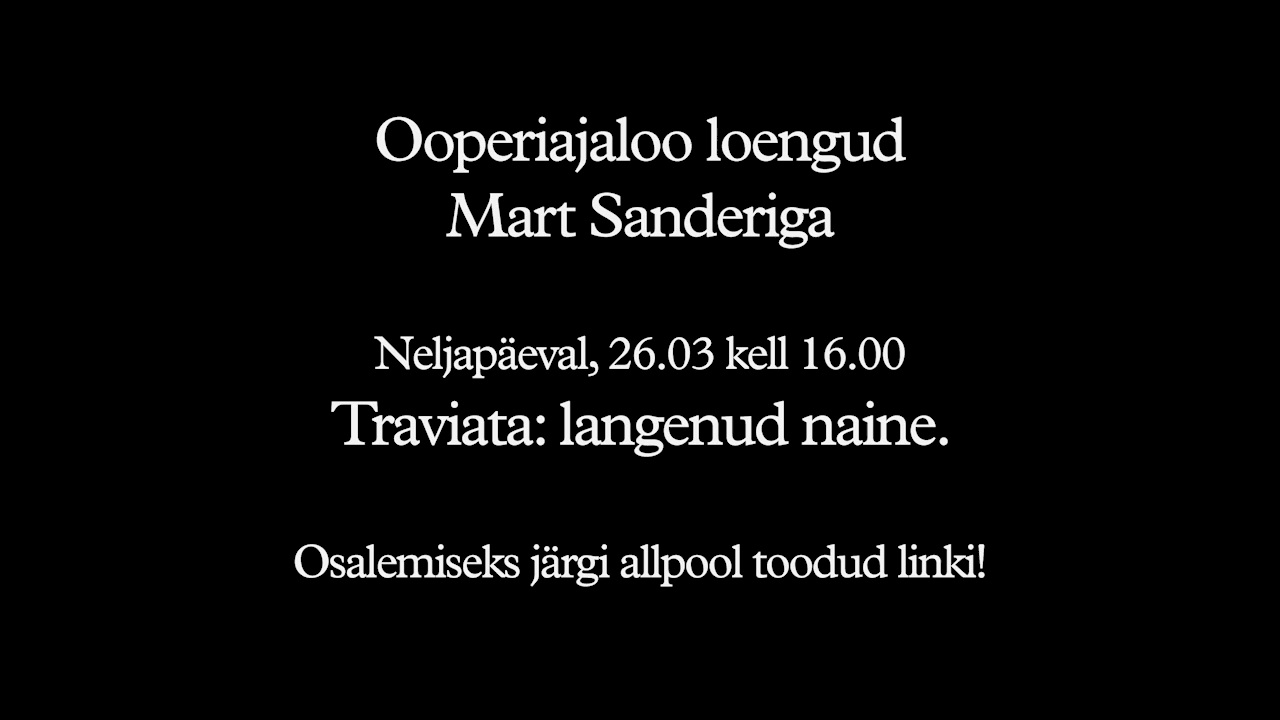 Ooperiajaloo loengud
Mart Sanderiga
Neljapäeval, 26.03 kell 16.00
Traviata: langenud naine.
Osalemiseks järgi allpool toodud linki!